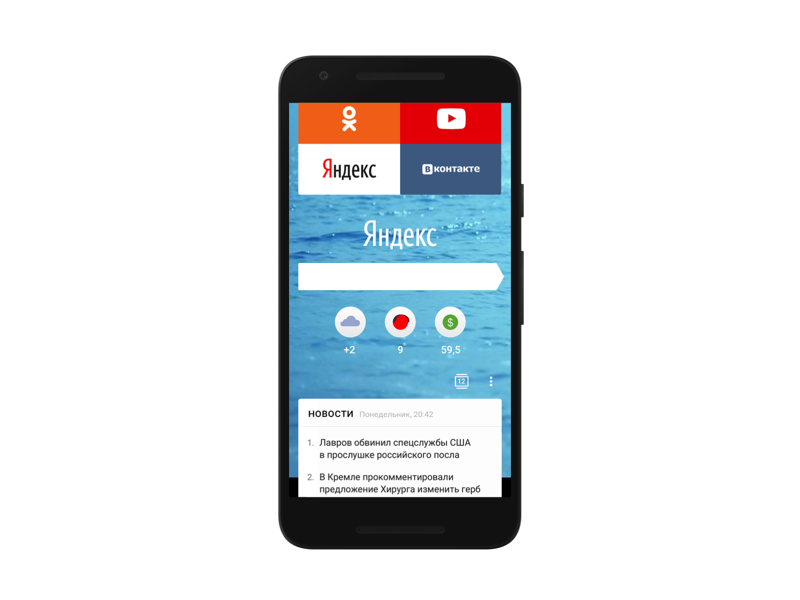 Яндекс
Вконтакте
Яндекс
$
+2
9
59,5
12
НОВОСТИ Понедельник, 20:42
1. Лавров обвинил спецслужбы США
в прослушке российского посла
2. В Кремле прокомментировали
предложение Хирурга изменить герб